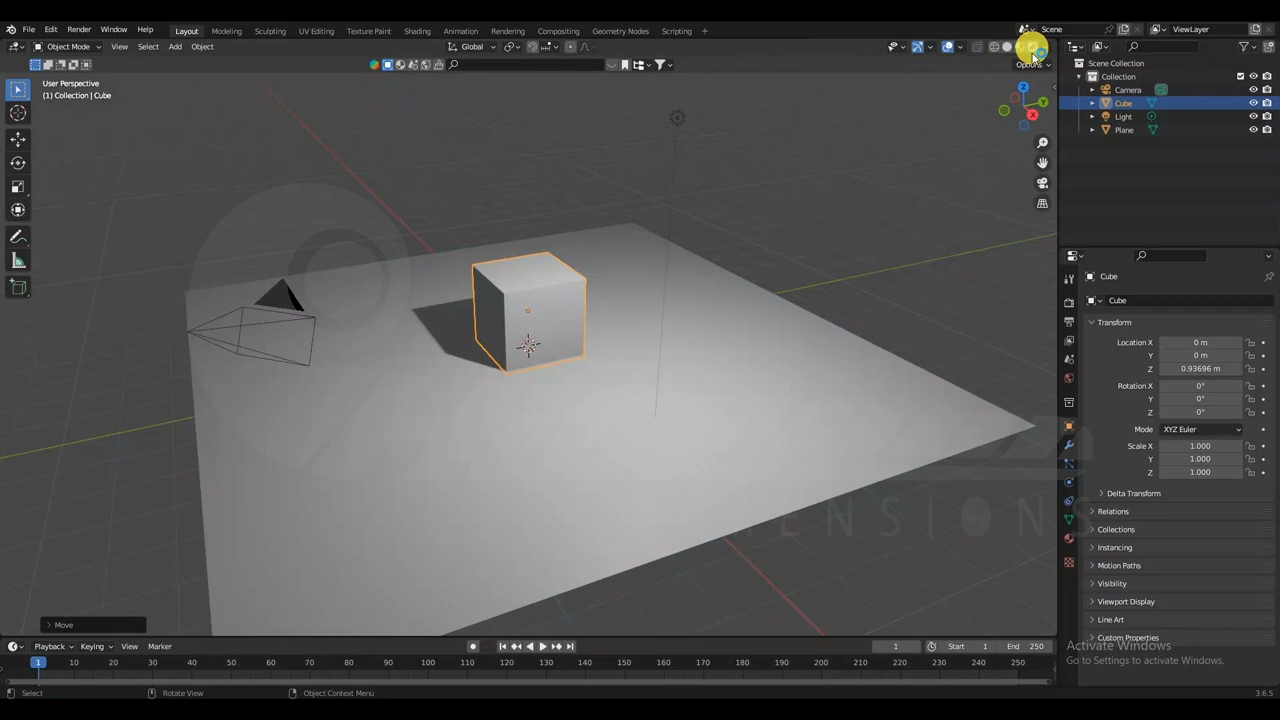 File Edit Render Window Help Layout Modeling Sculpting UV Editing Texture Paint Shading Animation Rendering Compositing Geometry Nodes Scripting Scene ViewLayer
Object Mode View Select Add Object Global
Options
User Perspective
(1) Collection | Cube
Z
Y
X
Scene Collection
Collection
Camera
Cube
Light
Plane
Cube
Cube
Transform
Location X 0 m
Y 0 m
Z 0.93696 m
Rotation X 0°
Y 0°
Z 0°
Mode XYZ Euler
Scale X 1.000
Y 1.000
Z 1.000
Delta Transform
Relations
Collections
Instancing
Motion Paths
Visibility
Viewport Display
Line Art
Custom Properties
Activate Windows
Go to Settings to activate Windows.
Move
Playback Keying View Marker 1 Start 1 End 250
1 10 20 30 40 50 60 70 80 90 100 110 120 130 140 150 160 170 180 190 200 210 220 230 240 250
Select Rotate View Object Context Menu 3.6.5